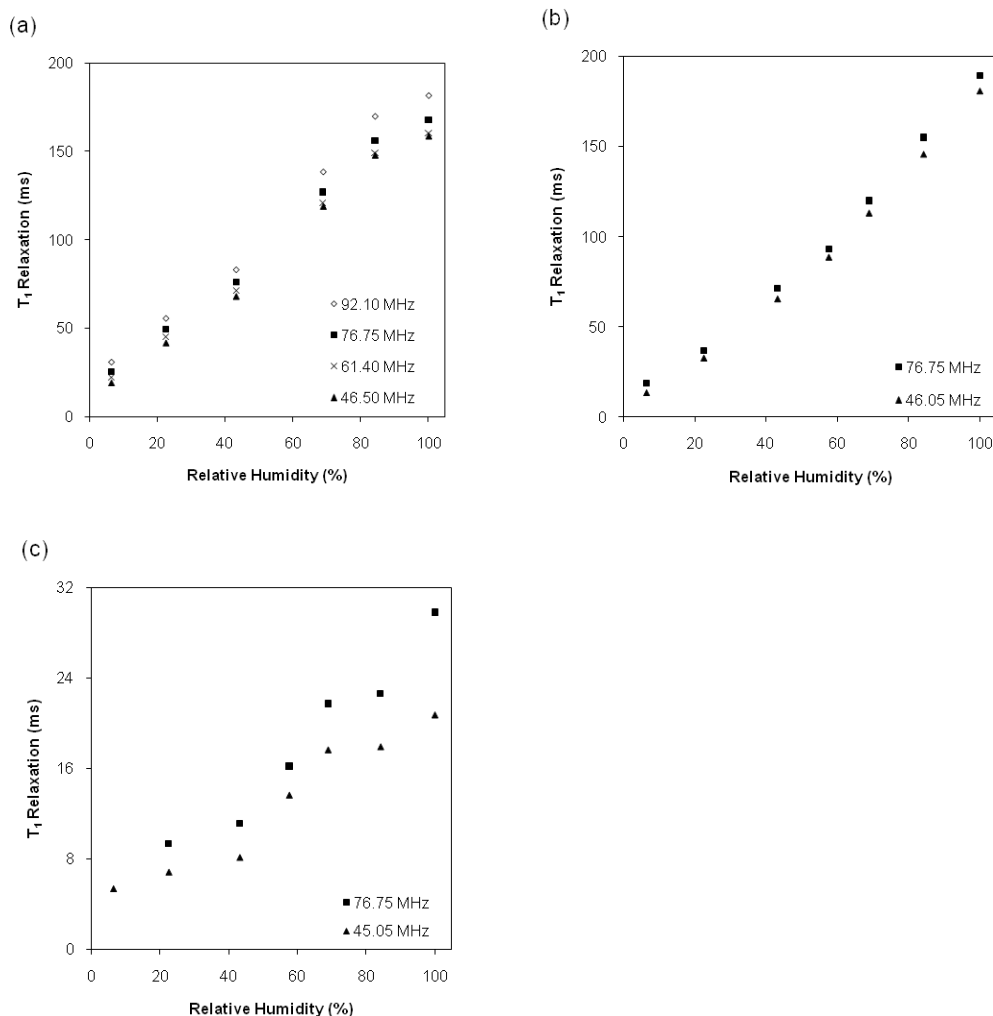 (a)
200
150
100
50
0
T1 Relaxation (ms)
92.10 MHz
76.75 MHz
61.40 MHz
46.50 MHz
0 20 40 60 80 100
Relative Humidity (%)
(b)
200
150
100
50
0
T1 Relaxation (ms)
76.75 MHz
46.05 MHz
0 20 40 60 80 100
Relative Humidity (%)
(c)
32
24
16
8
0
T1 Relaxation (ms)
76.75 MHz
45.05 MHz
0 20 40 60 80 100
Relative Humidity (%)